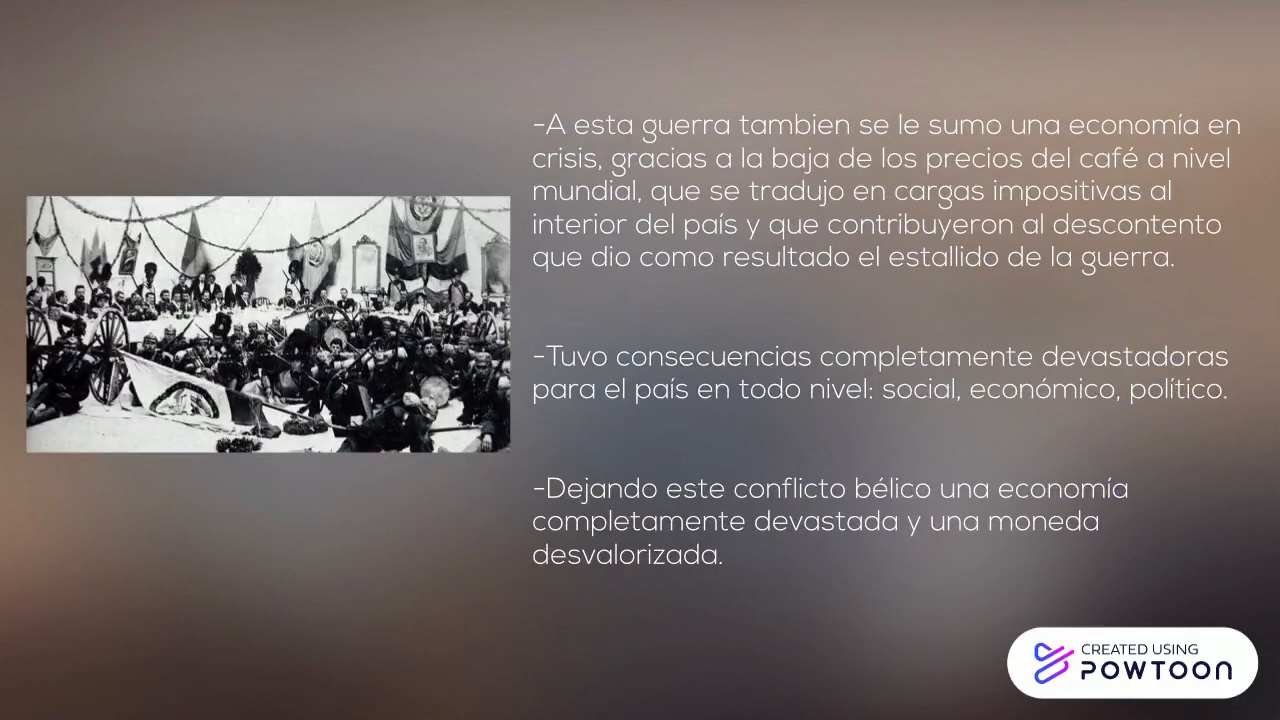 -A esta guerra tambien se le sumo una economía en
crisis, gracias a la baja de los precios del café a nivel
mundial, que se tradujo en cargas impositivas al
interior del país y que contribuyeron al descontento
que dio como resultado el estallido de la guerra.
-Tuvo consecuencias completamente devastadoras
para el país en todo nivel: social, económico, político.
-Dejando este conflicto bélico una economía
completamente devastada y una moneda
desvalorizada.
CREATED USING
POWTOON